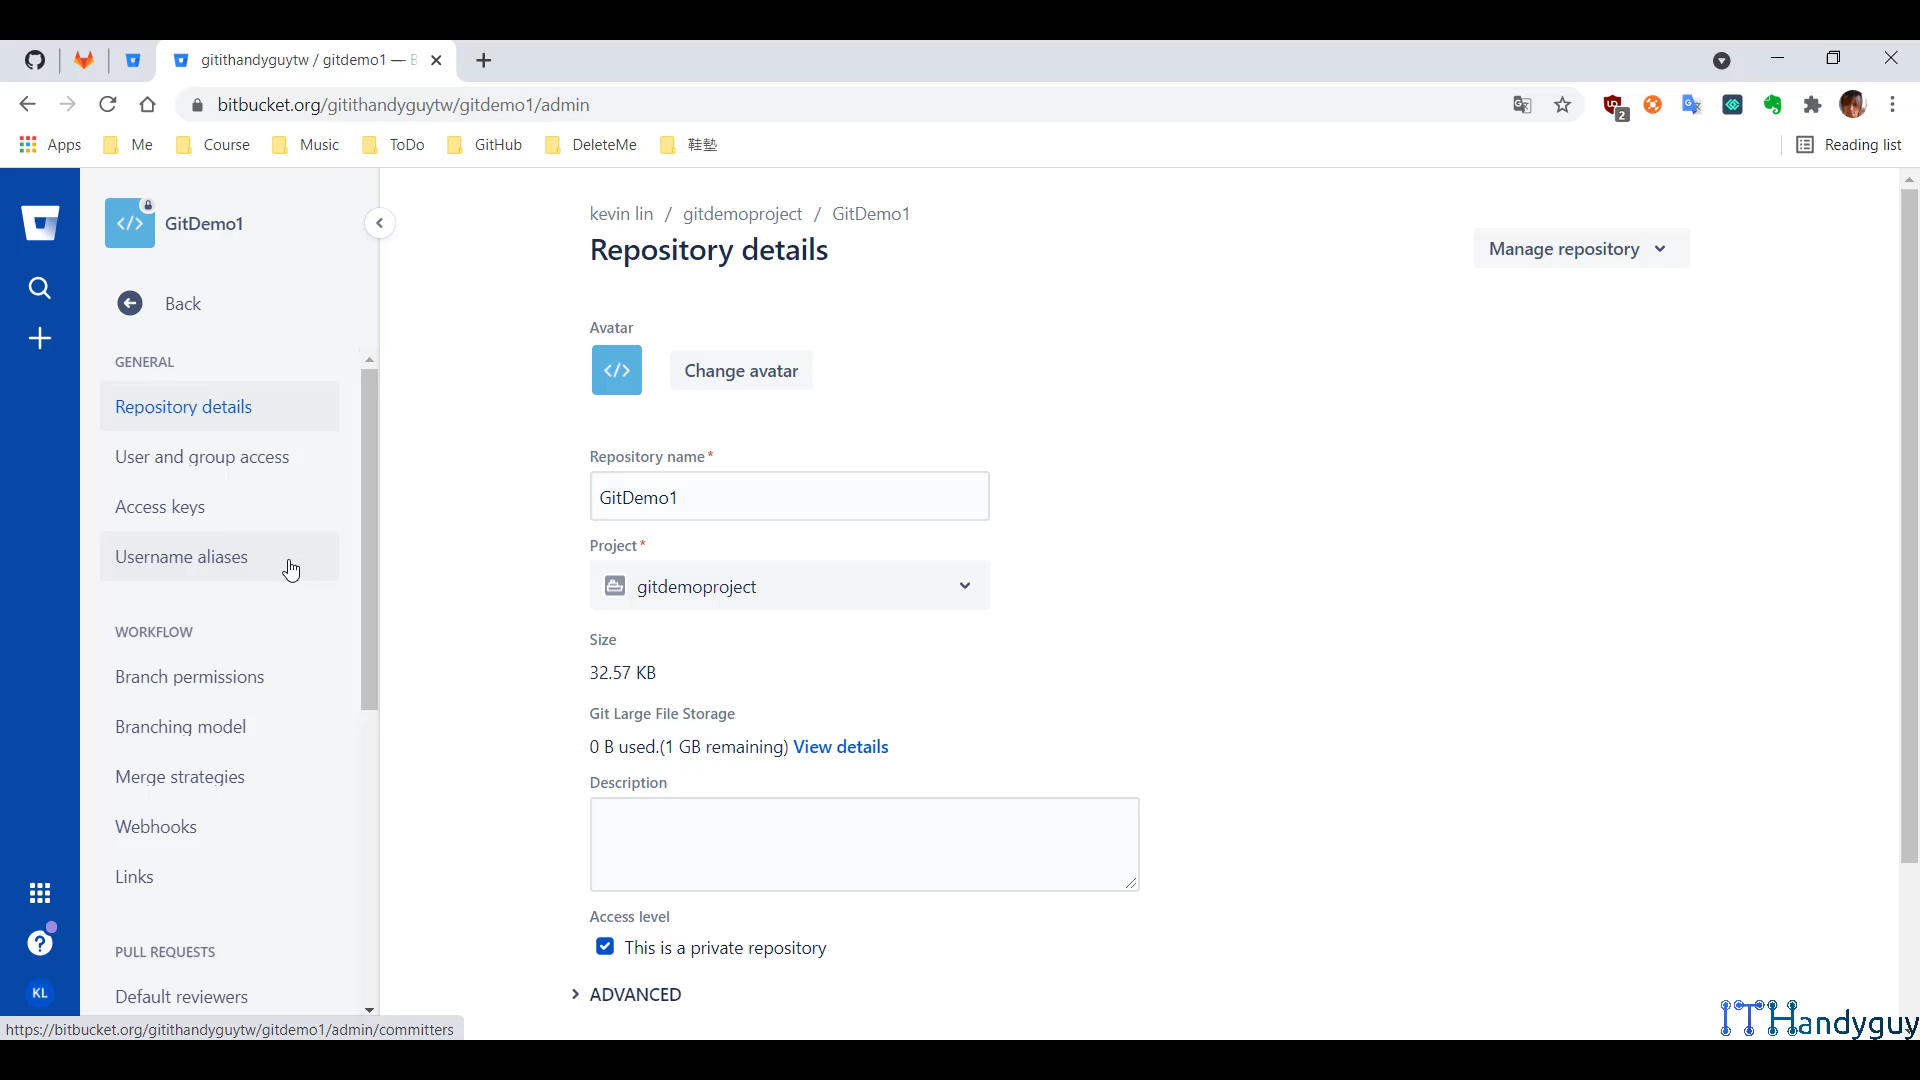 gitithandyguytw / gitdemo1 — B
bitbucket.org/gitithandyguytw/gitdemo1/admin
2
Apps
Me
Course
Music
ToDo
GitHub
DeleteMe
鞋墊
Reading list
GitDemo1
Back
GENERAL
Repository details
User and group access
Access keys
Username aliases
WORKFLOW
Branch permissions
Branching model
Merge strategies
Webhooks
Links
PULL REQUESTS
Default reviewers
KL
https://bitbucket.org/gitithandyguytw/gitdemo1/admin/committers
kevin lin / gitdemoproject / GitDemo1
Repository details
Manage repository
Avatar
</>
Change avatar
Repository name*
GitDemo1
Project*
gitdemoproject
Size
32.57 KB
Git Large File Storage
0 B used.(1 GB remaining) View details
Description
Access level
This is a private repository
ADVANCED
ITHandyguy